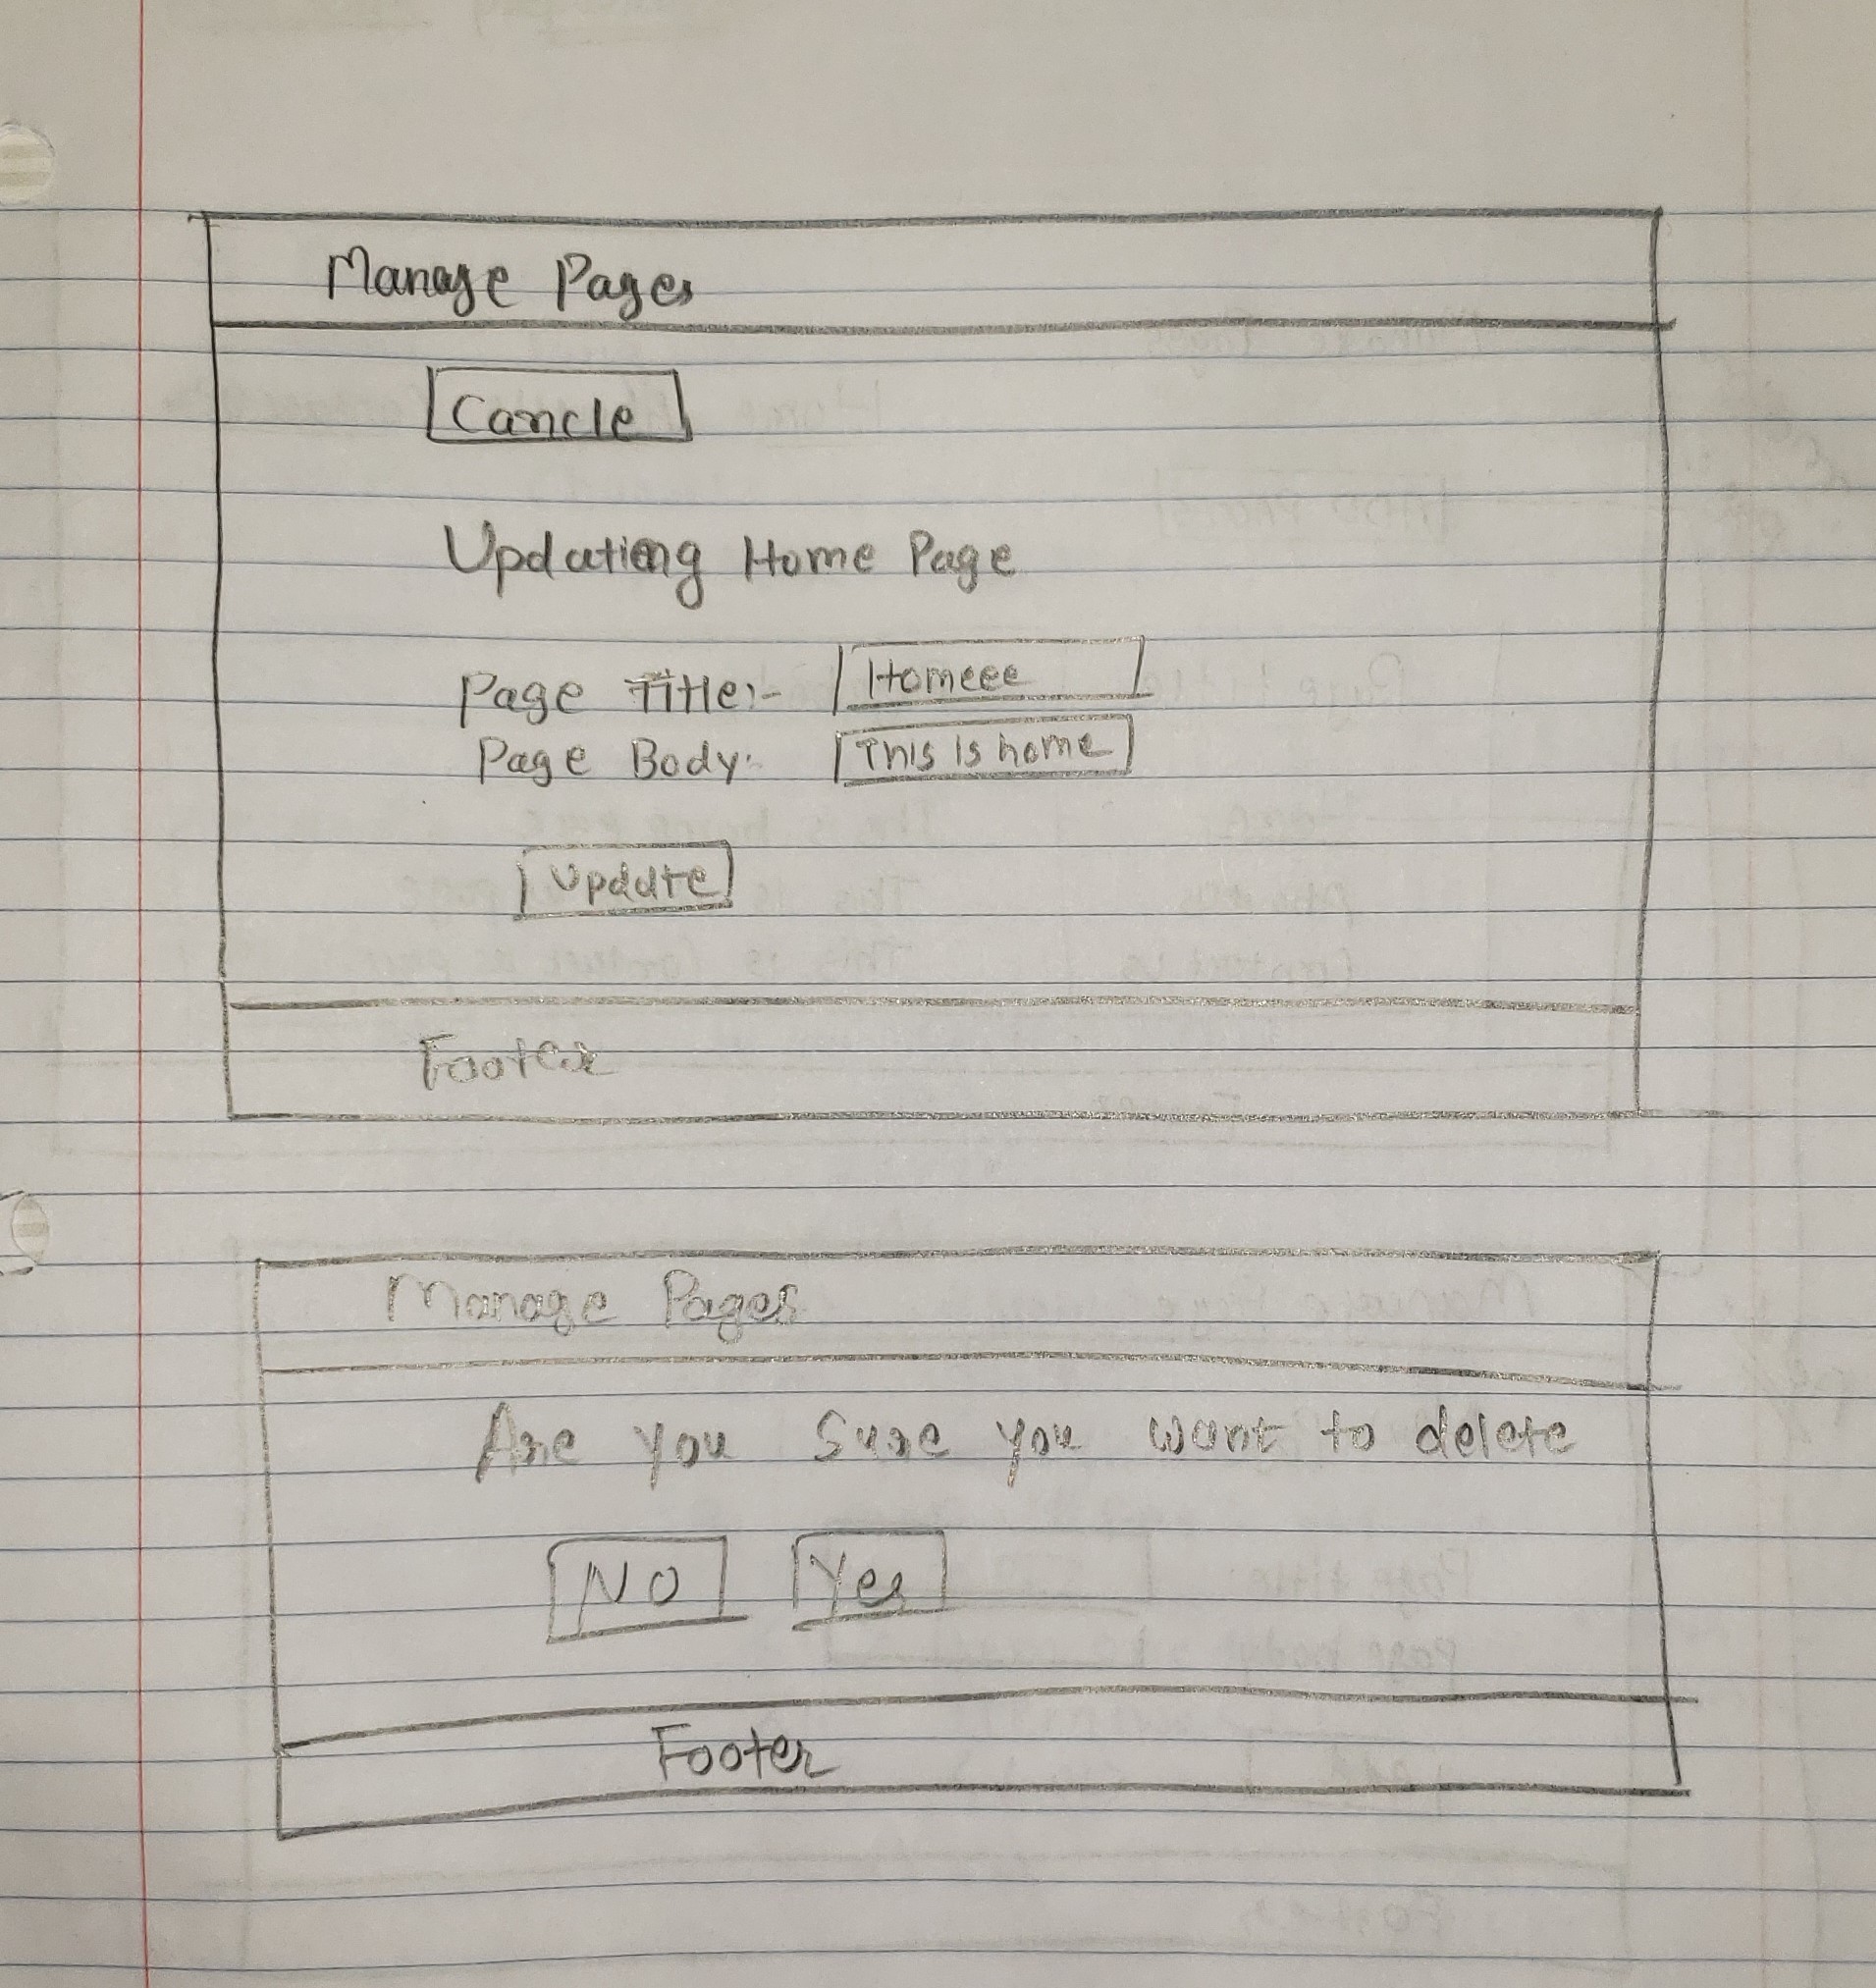 Manage Pages
Cancle
Updating Home Page
Page Title:- Homeee
Page Body: This is home
Update
Footer
Manage Pages
Are you sure you want to delete
NO Yes
Footer